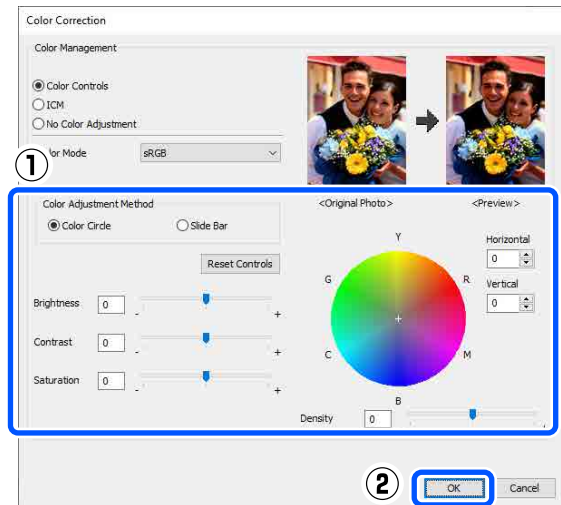 Color Correction
Color Management
Color Controls
ICM
No Color Adjustment
1
lor Mode sRGB
Color Adjustment Method
Color Circle Slide Bar
<Original Photo> <Preview>
Reset Controls
Y
Horizontal
0
G R
Vertical
0
Brightness 0 - +
Contrast 0 - +
C M
Saturation 0 - +
B
Density 0 -
2
OK Cancel